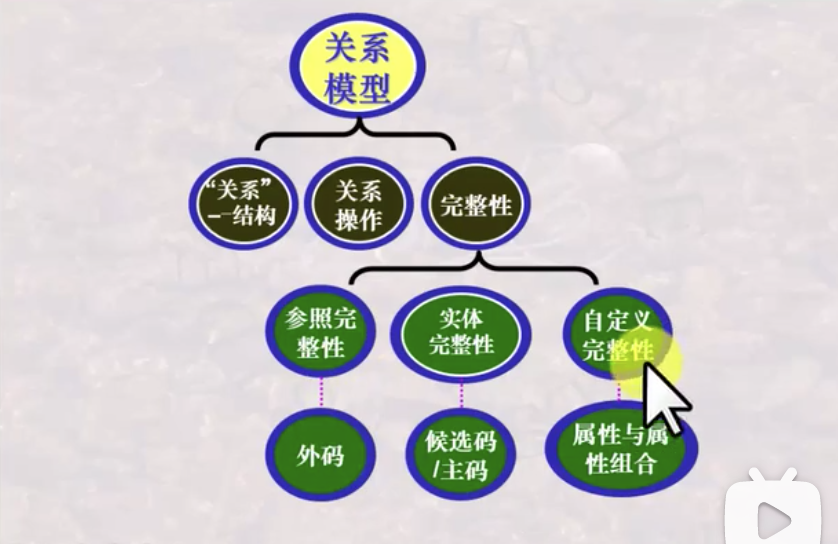 关系
模型
“关系”
--结构
关系
操作
完整性
参照完
整性
实体
完整性
自定义
完整性
外码
候选码
/主码
属性与属
性组合